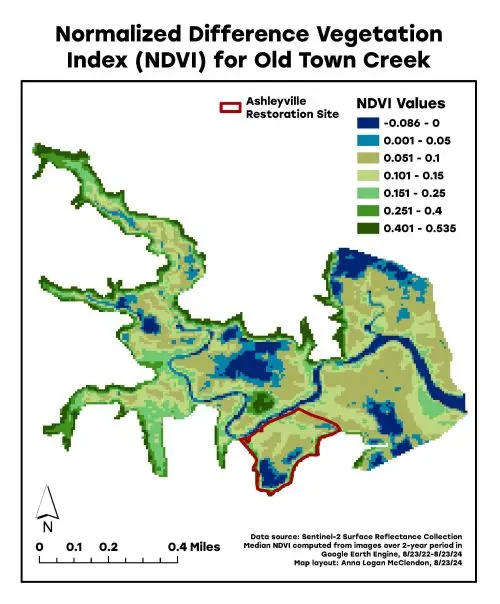 Normalized Difference Vegetation
Index (NDVI) for Old Town Creek
Ashleyville
Restoration Site
NDVI Values
-0.086 - 0
0.001 - 0.05
0.051 - 0.1
0.101 - 0.15
0.151 - 0.25
0.251 - 0.4
0.401 - 0.535
N
0 0.1 0.2 0.4 Miles
Data source: Sentinel-2 Surface Reflectance Collection
Median NDVI computed from images over 2-year period in
Google Earth Engine, 8/23/22-8/23/24
Map layout: Anna Logan McClendon, 8/23/24